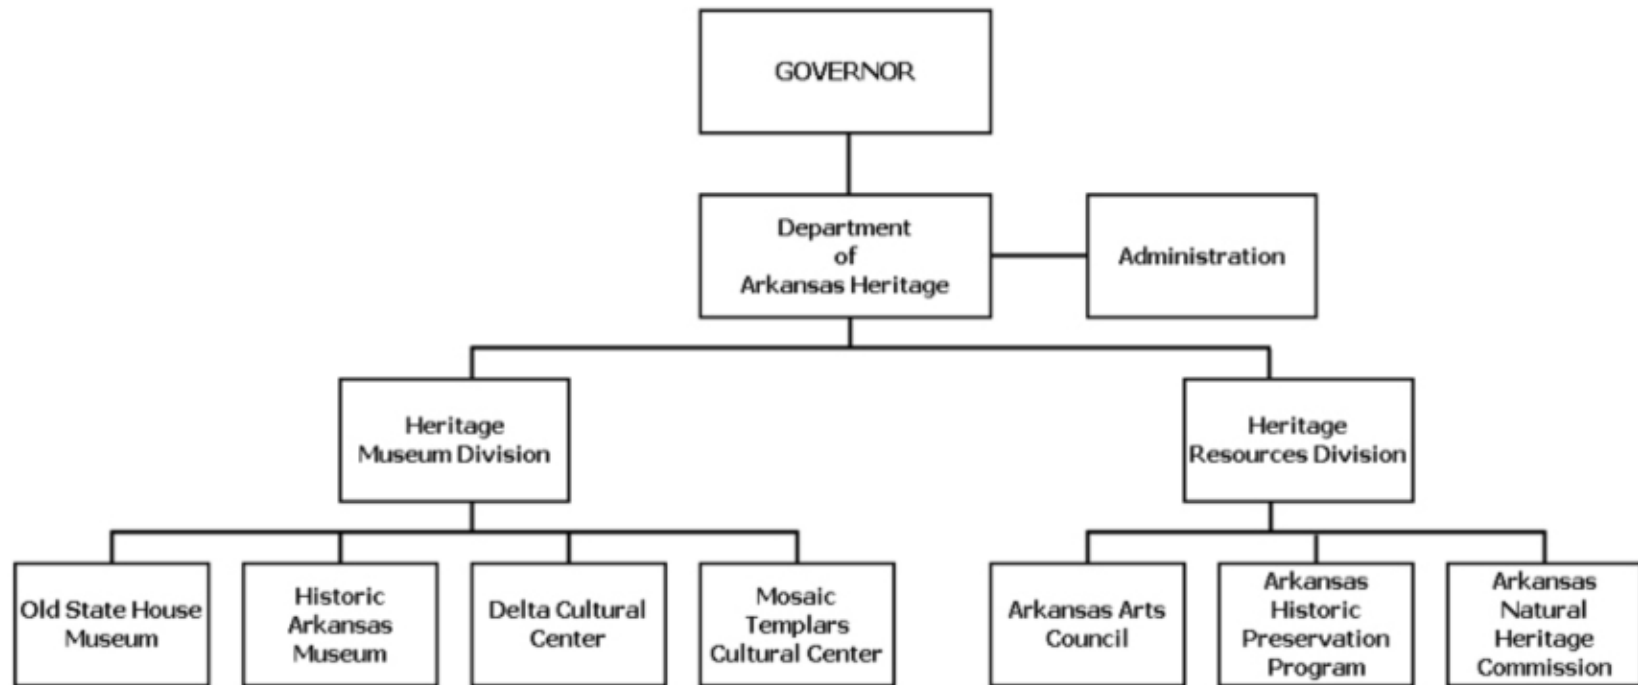 GOVERNOR
Department
of
Arkansas Heritage
Administration
Heritage
Museum Division
Heritage
Resources Division
Old State House
Museum
Historic
Arkansas
Museum
Delta Cultural
Center
Mosaic
Templars
Cultural Center
Arkansas Arts
Council
Arkansas
Historic
Preservation
Program
Arkansas
Natural
Heritage
Commission